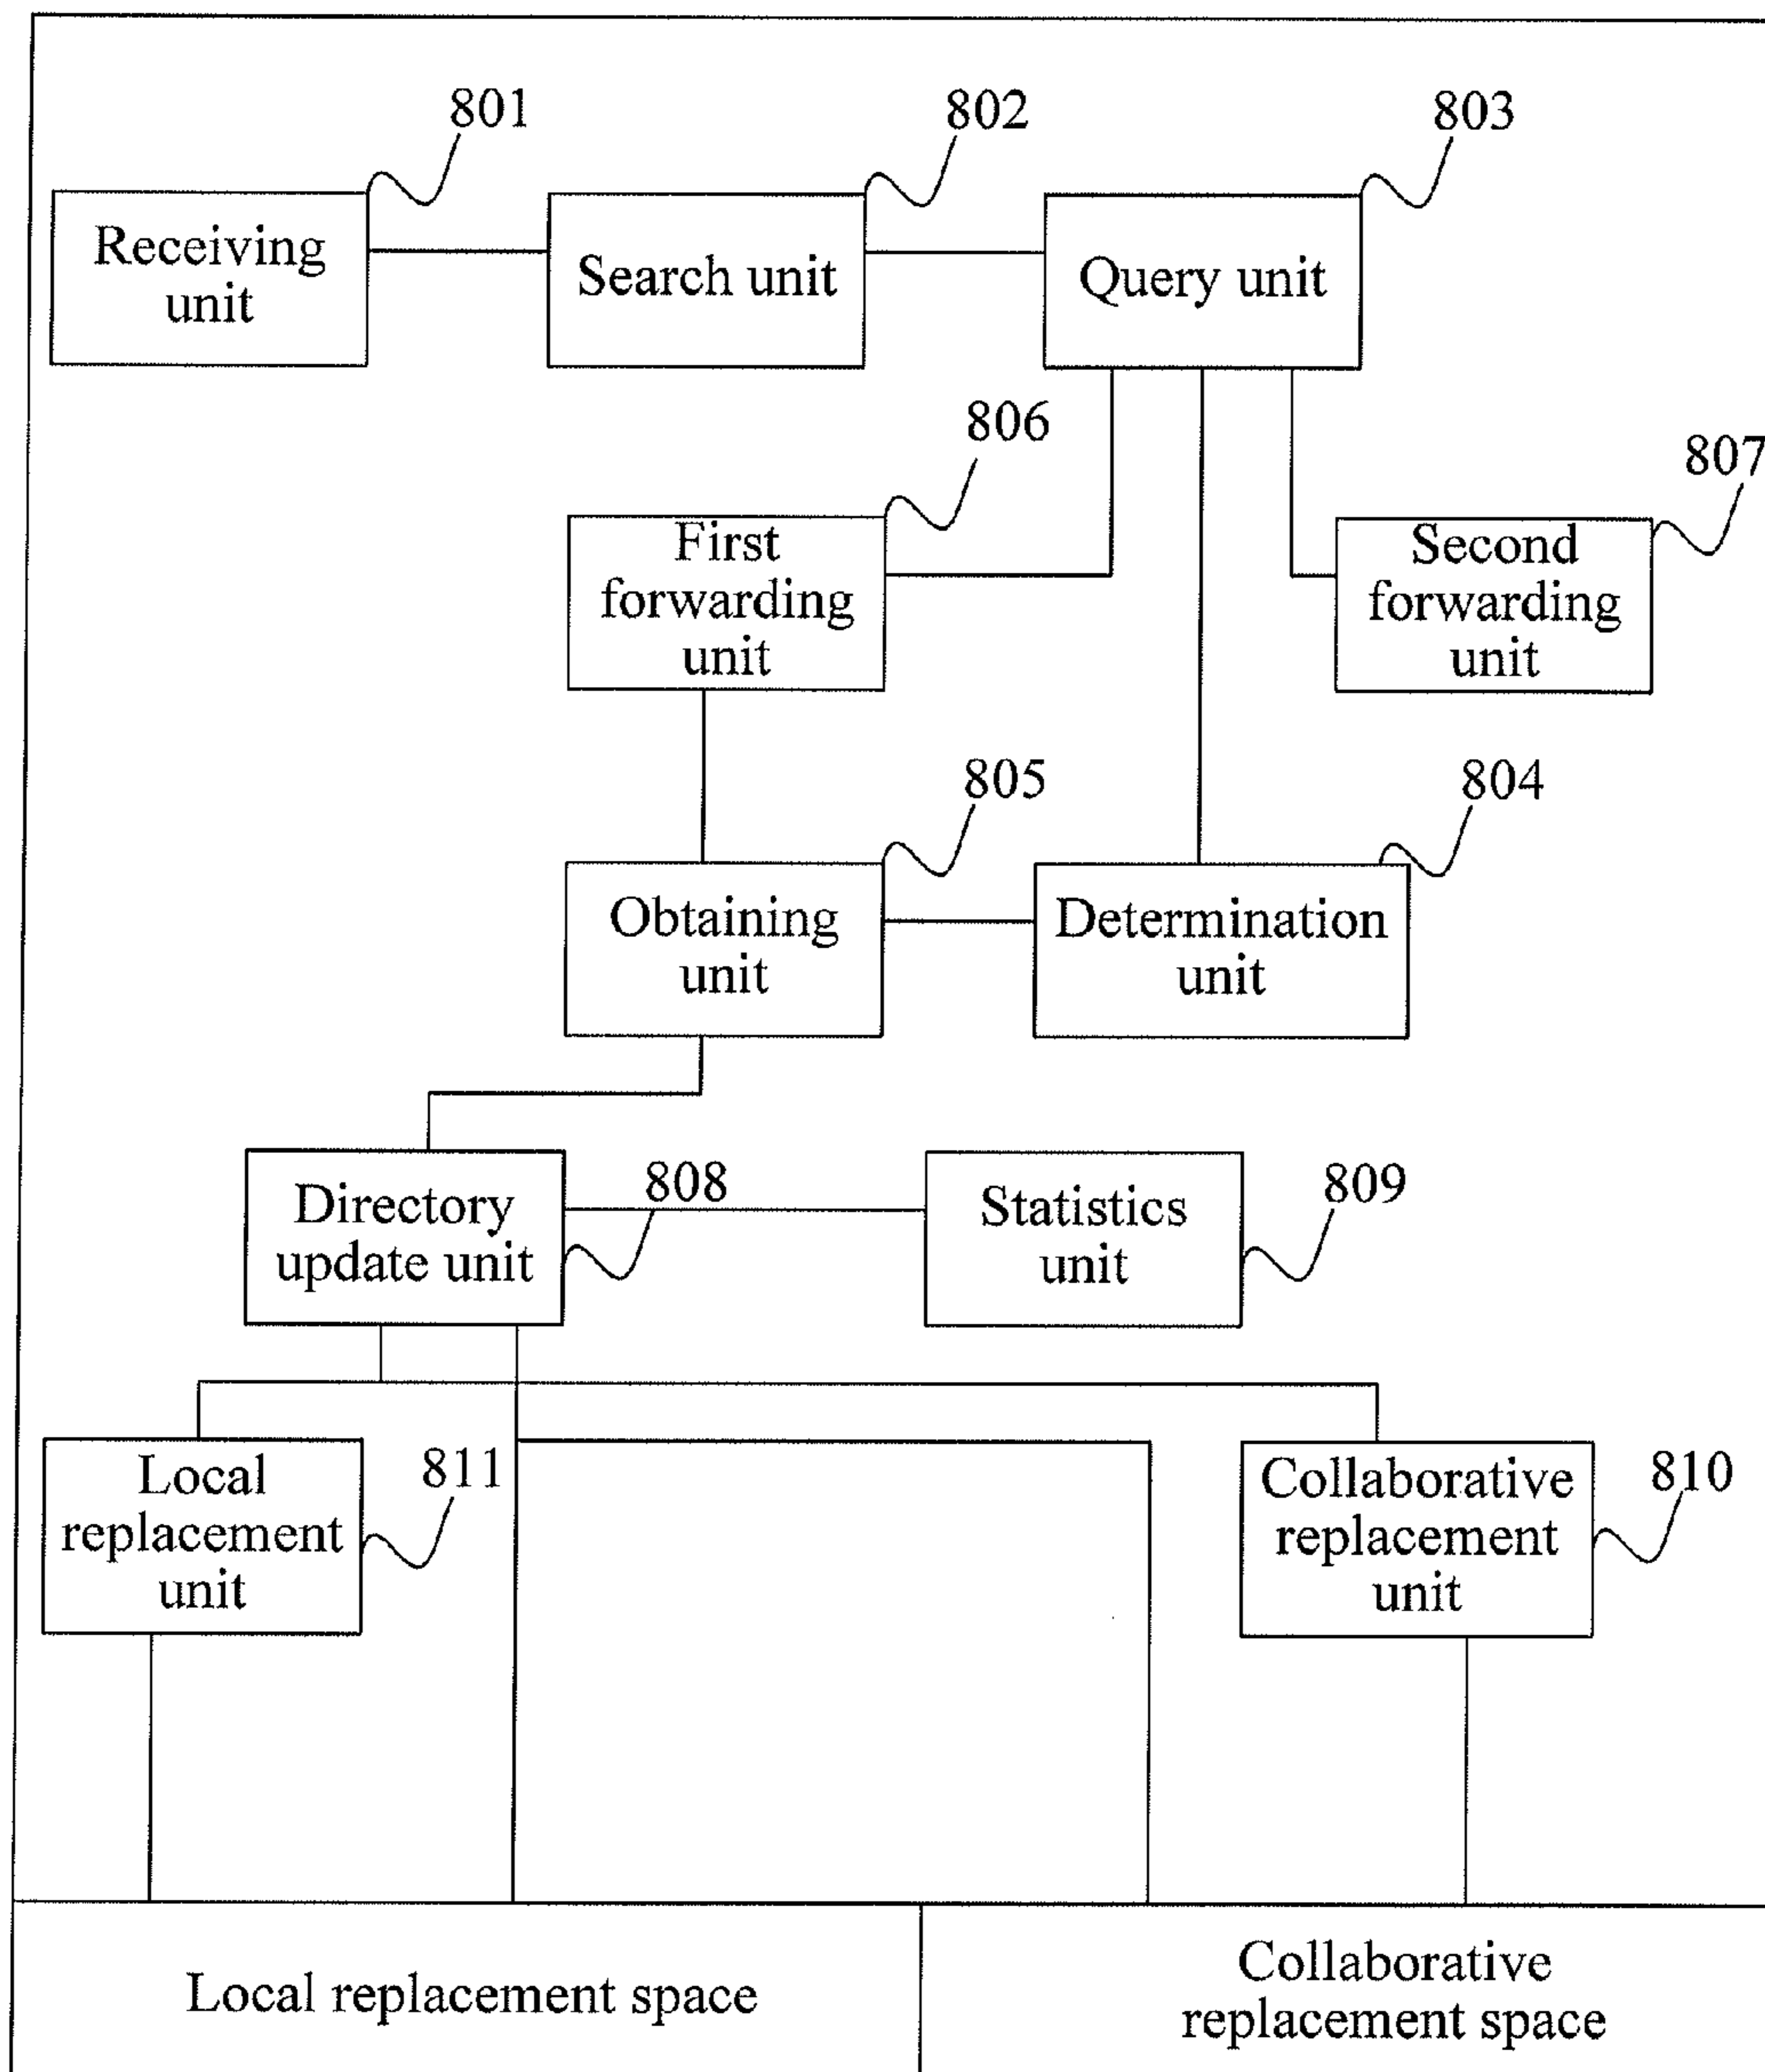 801
802
803
Receiving
unit
Search unit
Query unit
806
807
First
forwarding
unit
Second
forwarding
unit
805
804
Obtaining
unit
Determination
unit
808
809
Directory
update unit
Statistics
unit
811
810
Local
replacement
unit
Collaborative
replacement
unit
Local replacement space
Collaborative
replacement space